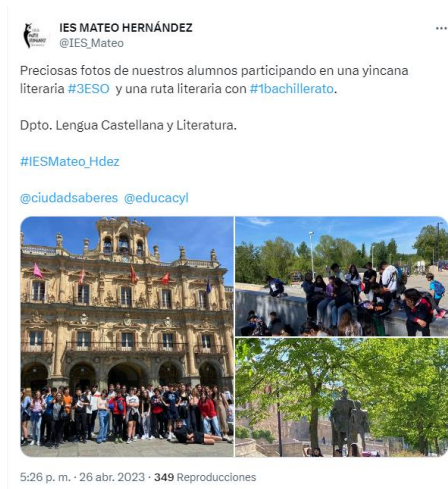 IES MATEO HERNÁNDEZ
@IES_Mateo
Preciosas fotos de nuestros alumnos participando en una yincana
literaria #3ESO y una ruta literaria con #1bachillerato.
Dpto. Lengua Castellana y Literatura.
#IESMateo_Hdez
@ciudadsaberes @educacyl
5:26 p. m. · 26 abr. 2023 · 349 Reproducciones